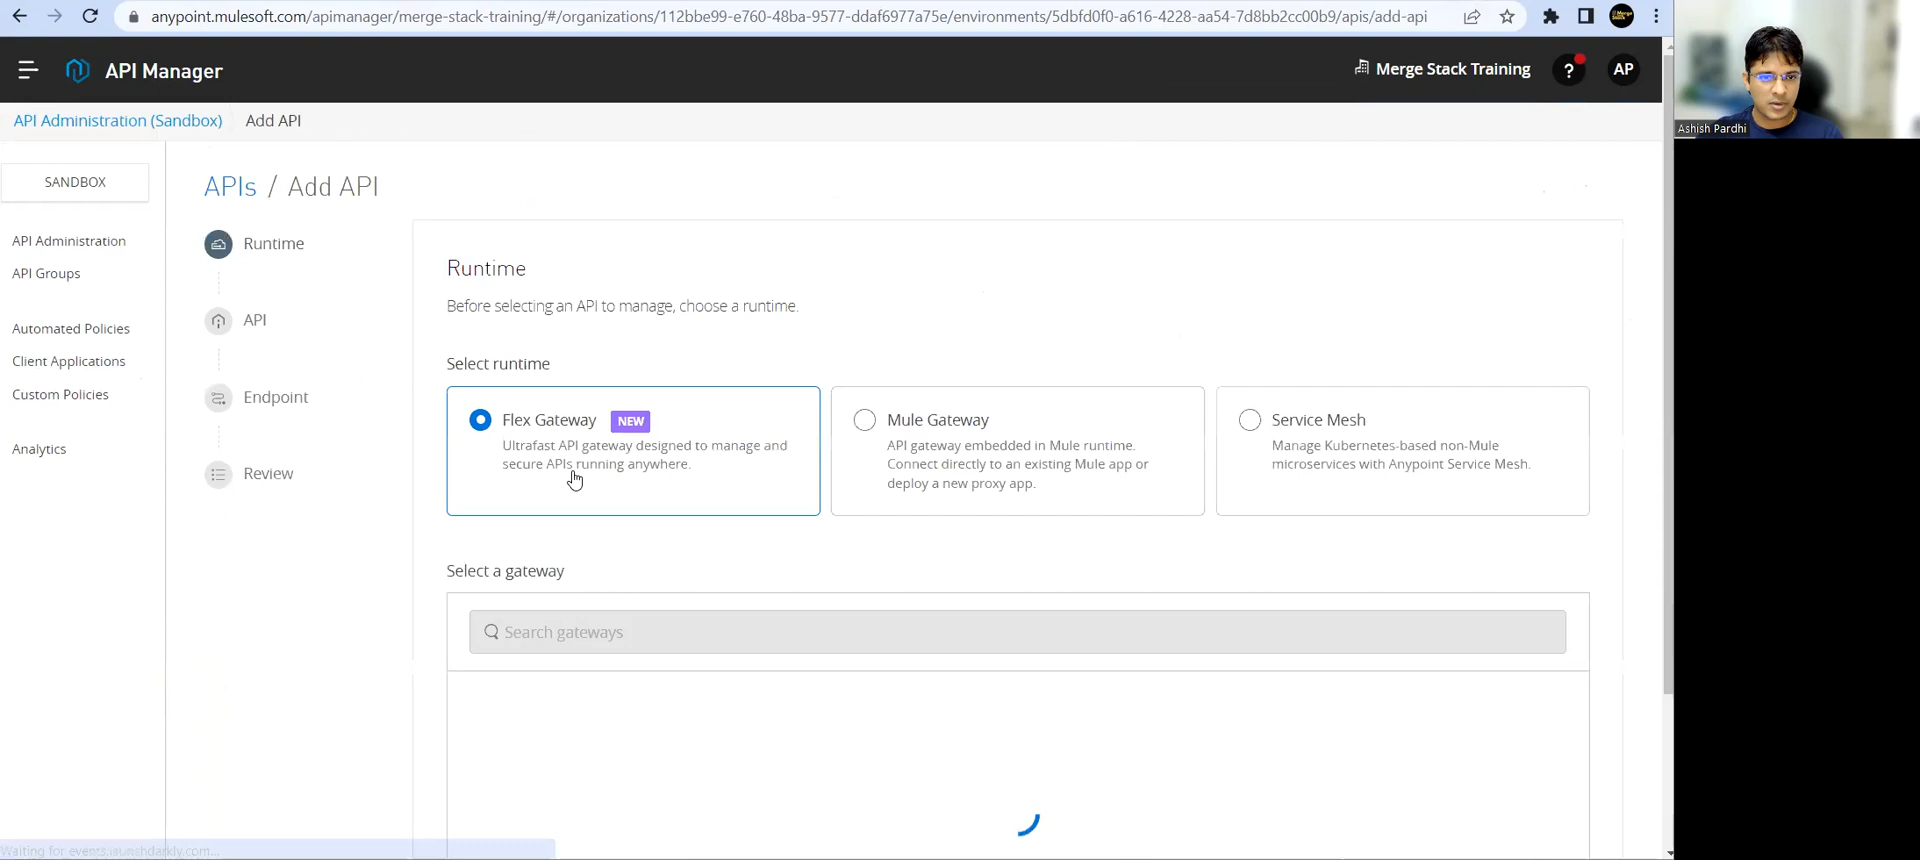 anypoint.mulesoft.com/apimanager/merge-stack-training/#/organizations/112bbe99-e760-48ba-9577-ddaf6977a75e/environments/5dbfd0f0-a616-4228-aa54-7d8bb2cc00b9/apis/add-api
API Manager
Merge Stack Training
?
AP
Ashish Pardhi
API Administration (Sandbox)
Add API
SANDBOX
APIs / Add API
API Administration
API Groups
Automated Policies
Client Applications
Custom Policies
Analytics
Runtime
API
Endpoint
Review
Runtime
Before selecting an API to manage, choose a runtime.
Select runtime
Flex Gateway NEW
Ultrafast API gateway designed to manage and
secure APIs running anywhere.
Mule Gateway
API gateway embedded in Mule runtime.
Connect directly to an existing Mule app or
deploy a new proxy app.
Service Mesh
Manage Kubernetes-based non-Mule
microservices with Anypoint Service Mesh.
Select a gateway
Search gateways
Waiting for events.launchdarkly.com...